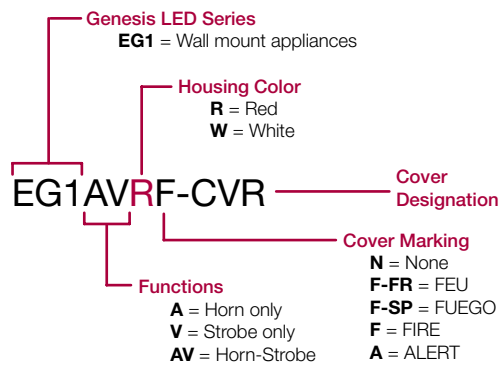 Genesis LED Series
EG1 = Wall mount appliances
Housing Color
R = Red
W = White
EG1AVRF-CVR
Cover
Designation
Cover Marking
N = None
F-FR = FEU
F-SP = FUEGO
F = FIRE
A = ALERT
Functions
A = Horn only
V = Strobe only
AV = Horn-Strobe